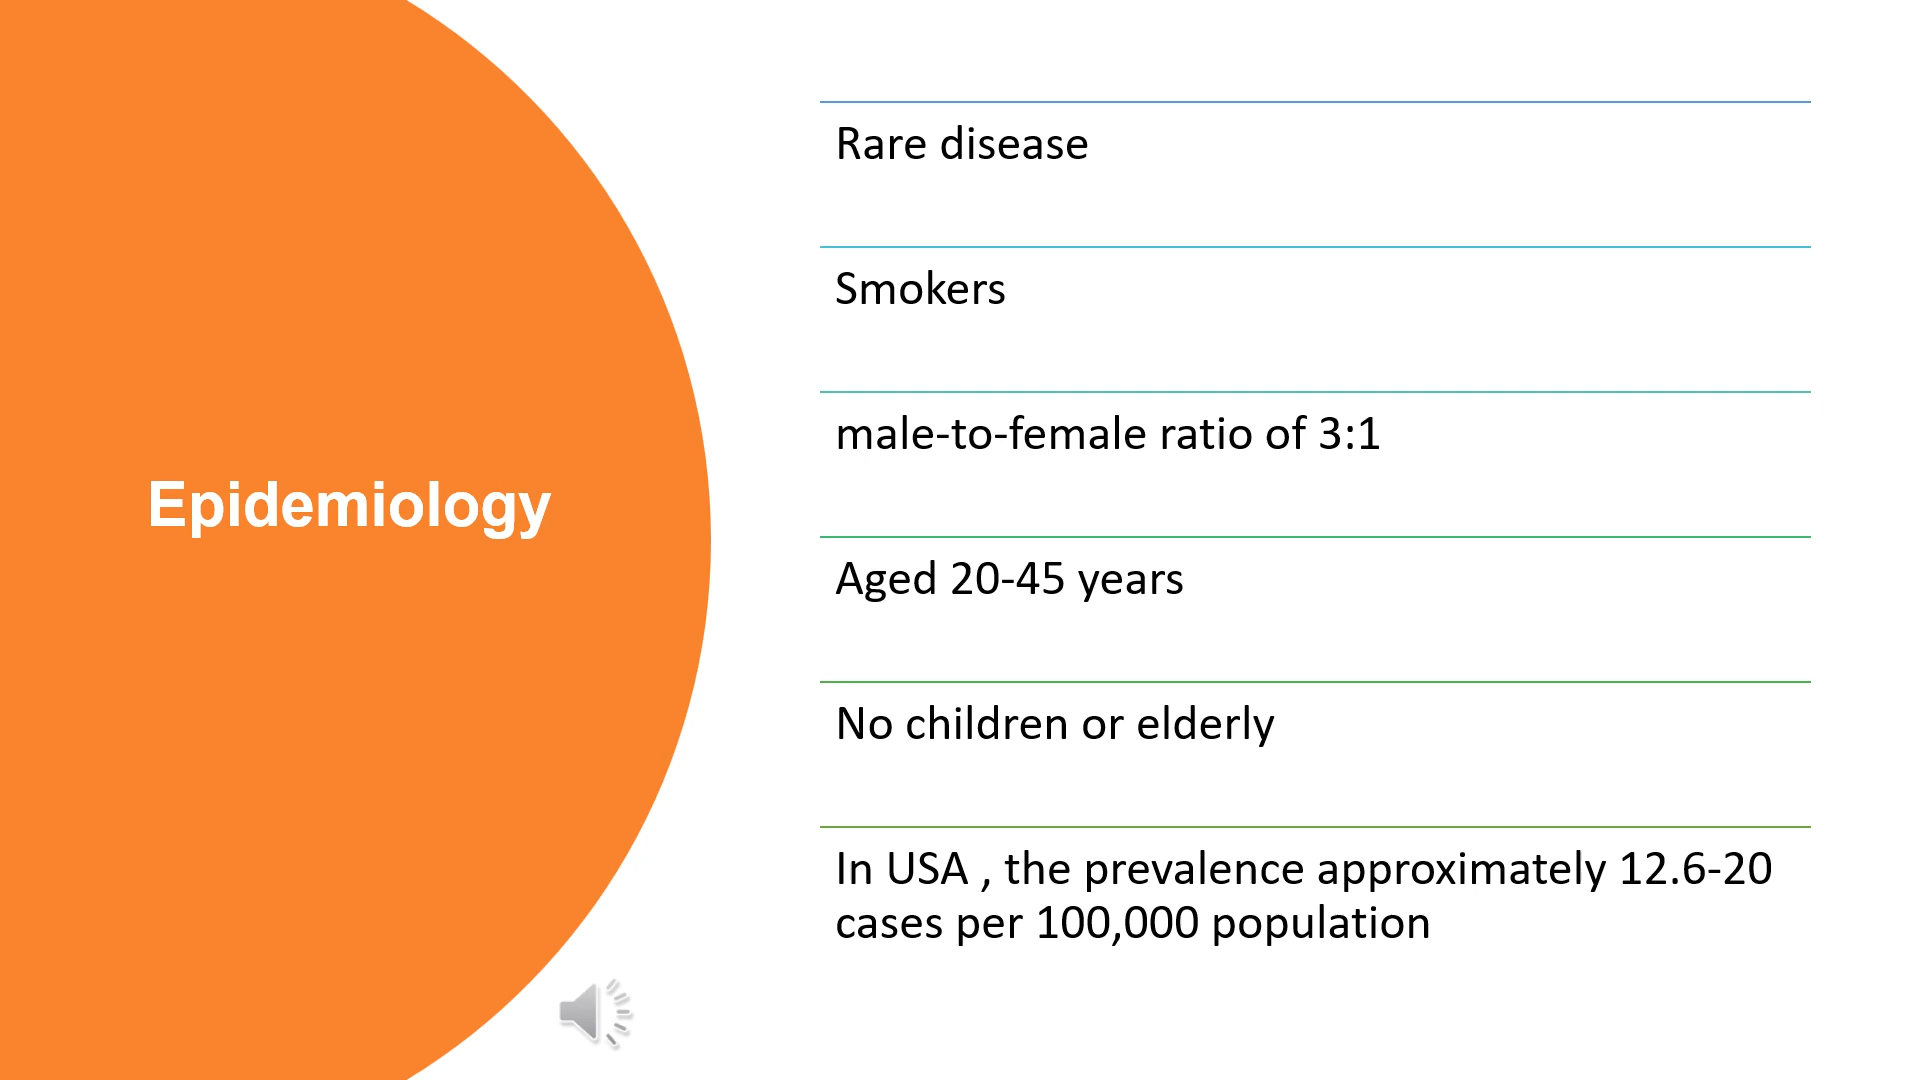 Epidemiology
Rare disease
Smokers
male-to-female ratio of 3:1
Aged 20-45 years
No children or elderly
In USA , the prevalence approximately 12.6-20
cases per 100,000 population